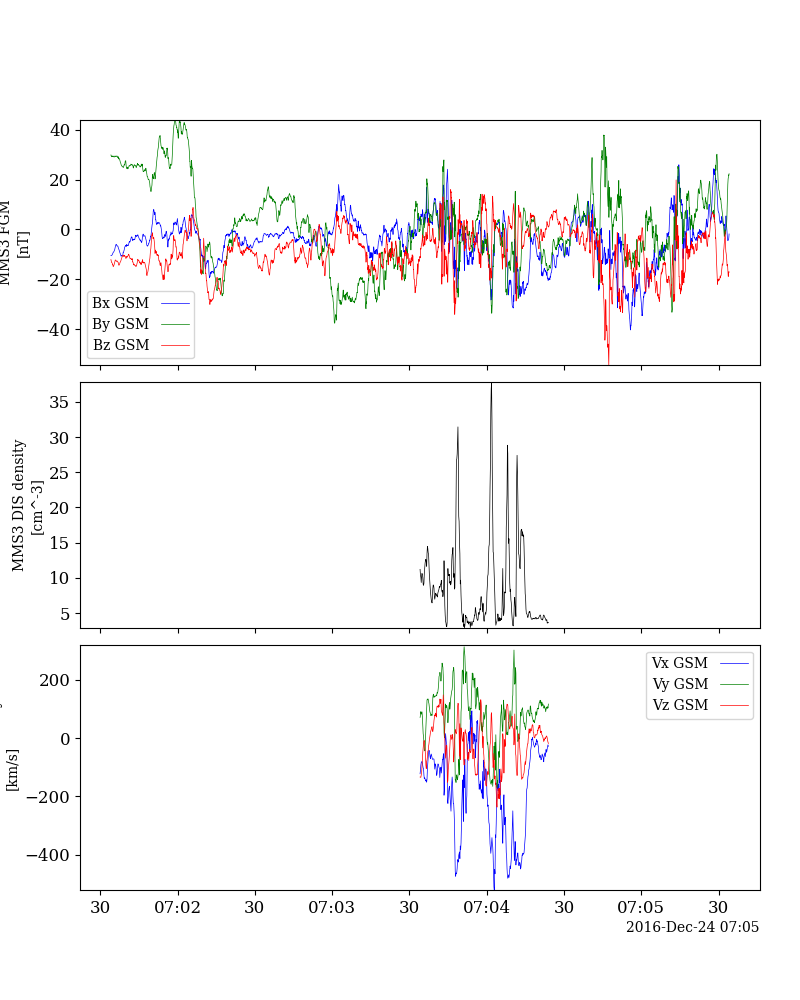 40
20
0
−20
−40
MMS3 FGM
[nT]
Bx GSM
By GSM
Bz GSM
35
30
25
20
15
10
5
MMS3 DIS density
[cm^-3]
200
0
−200
−400
[km/s]
Vx GSM
Vy GSM
Vz GSM
30 07:02 30 07:03 30 07:04 30 07:05 30
2016-Dec-24 07:05